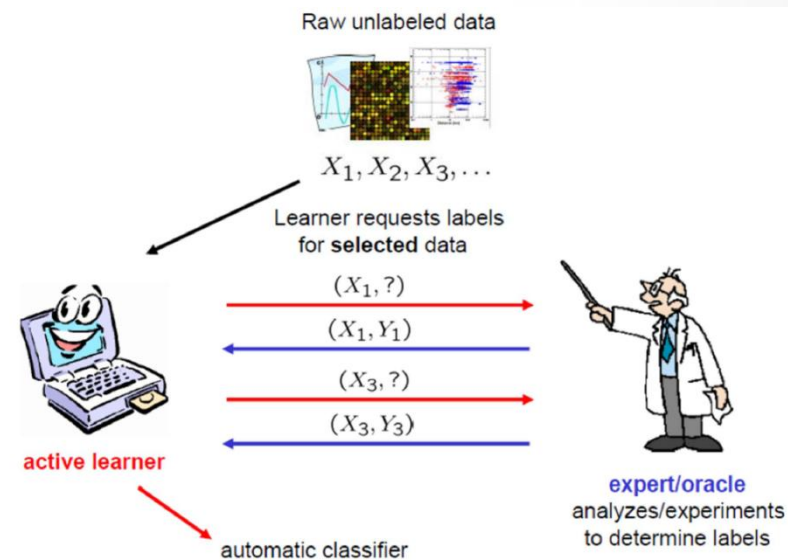 Raw unlabeled data
X₁, X₂, X₃, ...
Learner requests labels
for selected data
(X₁, ?)
(X₁, Y₁)
(X₃, ?)
(X₃, Y₃)
active learner
expert/oracle
analyzes/experiments
to determine labels
automatic classifier